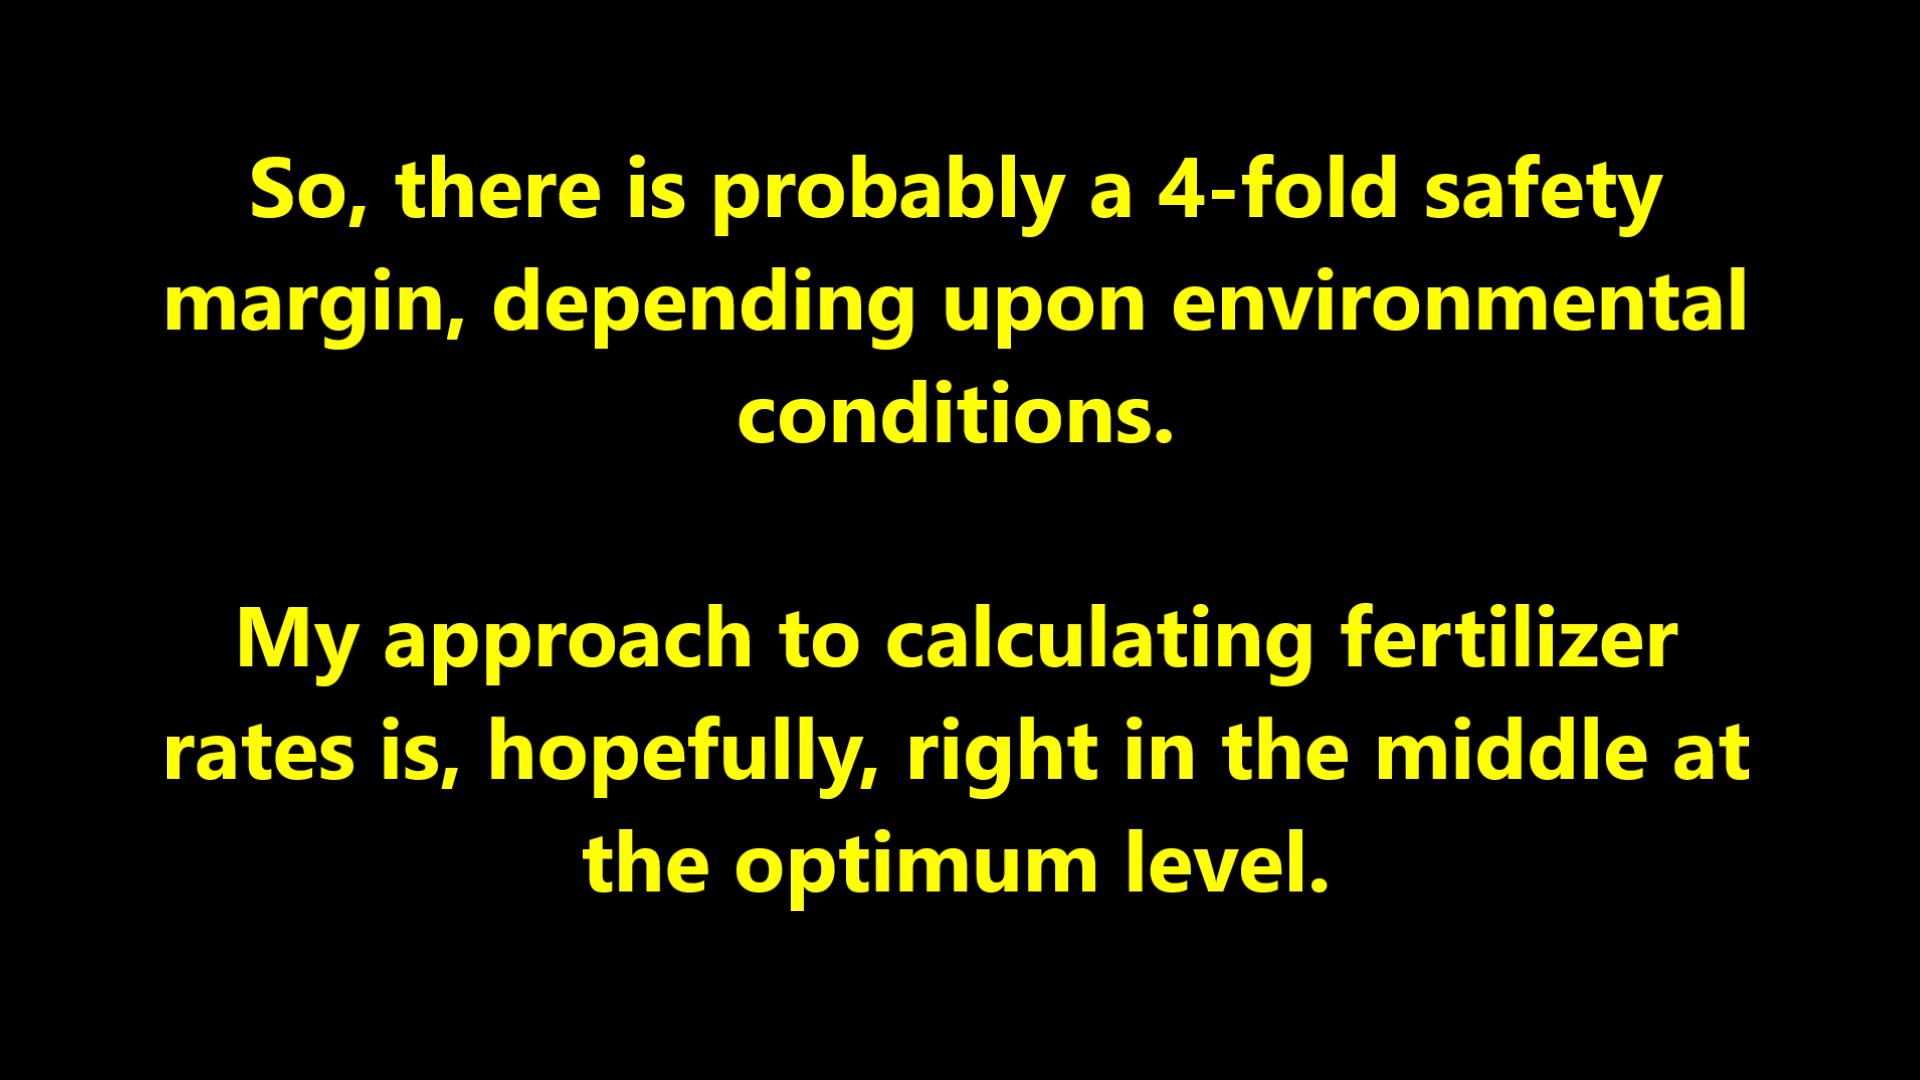 So, there is probably a 4-fold safety
margin, depending upon environmental
conditions.
My approach to calculating fertilizer
rates is, hopefully, right in the middle at
the optimum level.